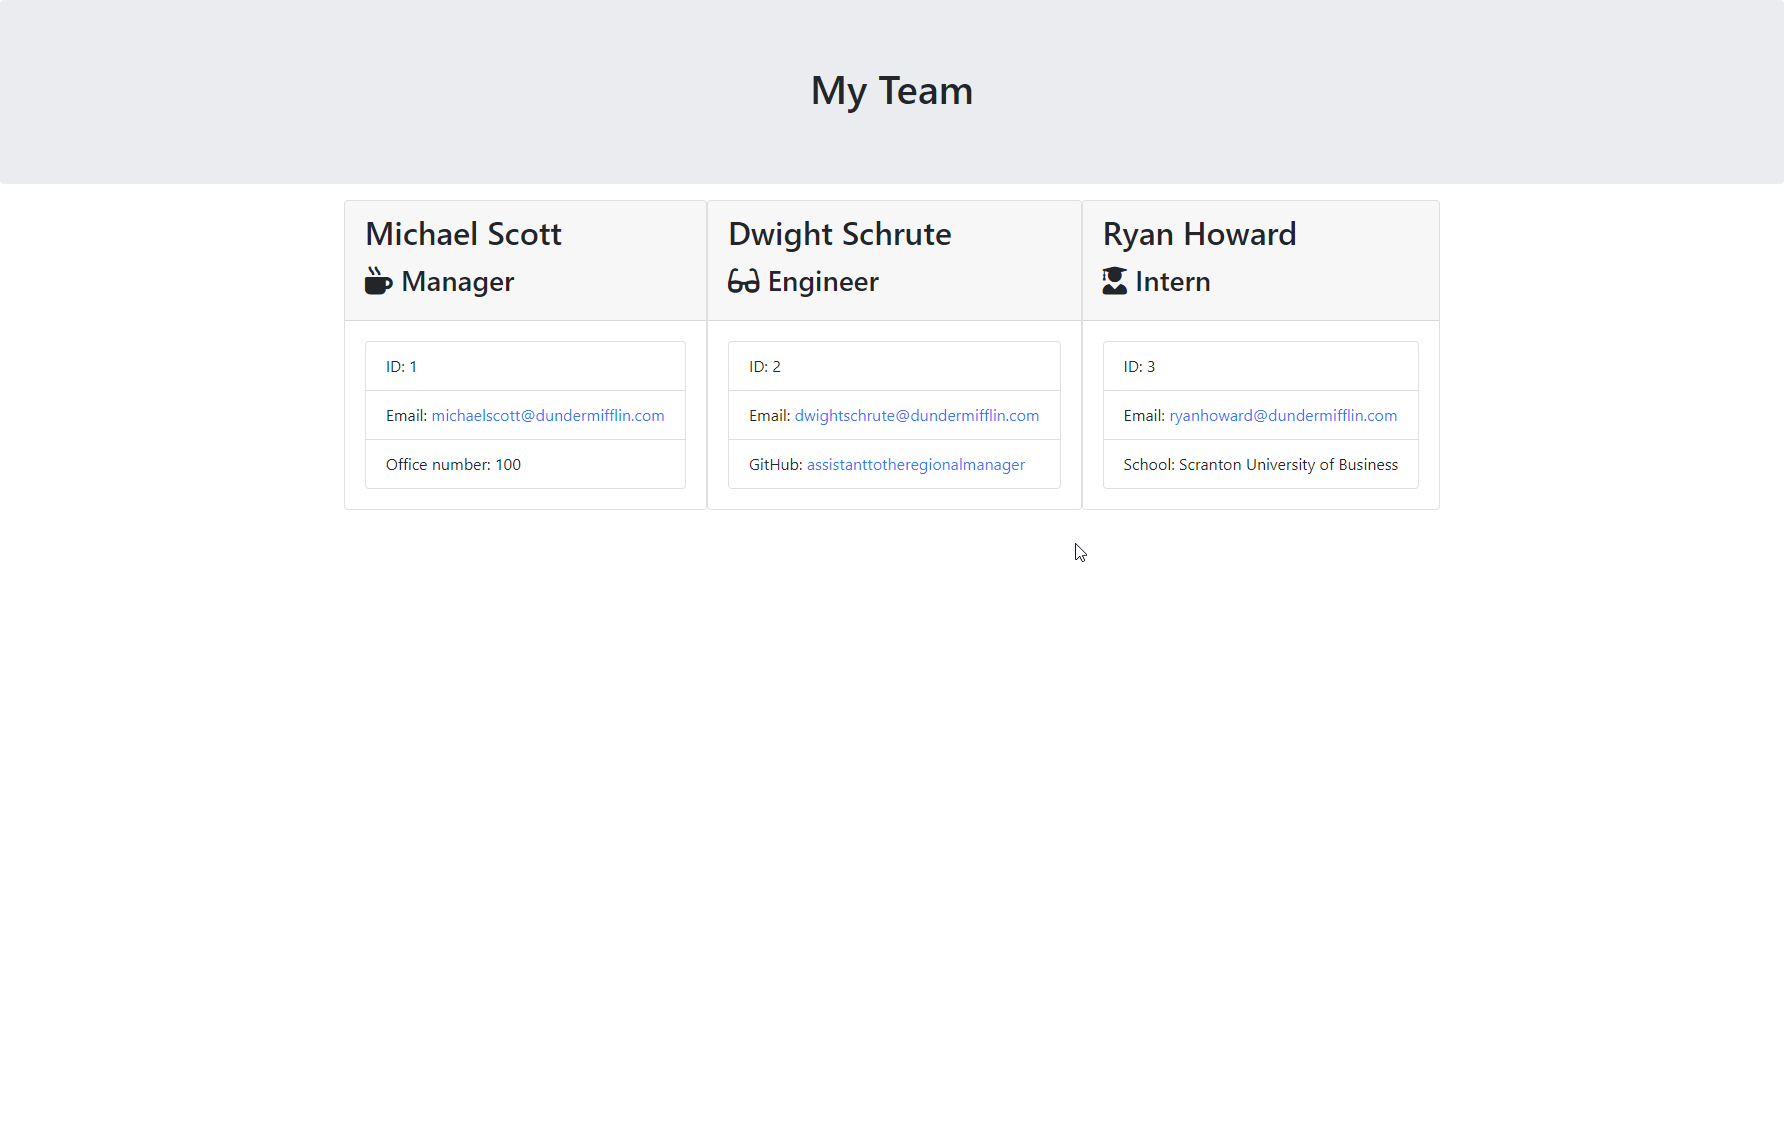 My Team
Michael Scott
Manager
ID: 1
Email: michaelscott@dundermifflin.com
Office number: 100
Dwight Schrute
Engineer
ID: 2
Email: dwightschrute@dundermifflin.com
GitHub: assistanttotheregionalmanager
Ryan Howard
Intern
ID: 3
Email: ryanhoward@dundermifflin.com
School: Scranton University of Business